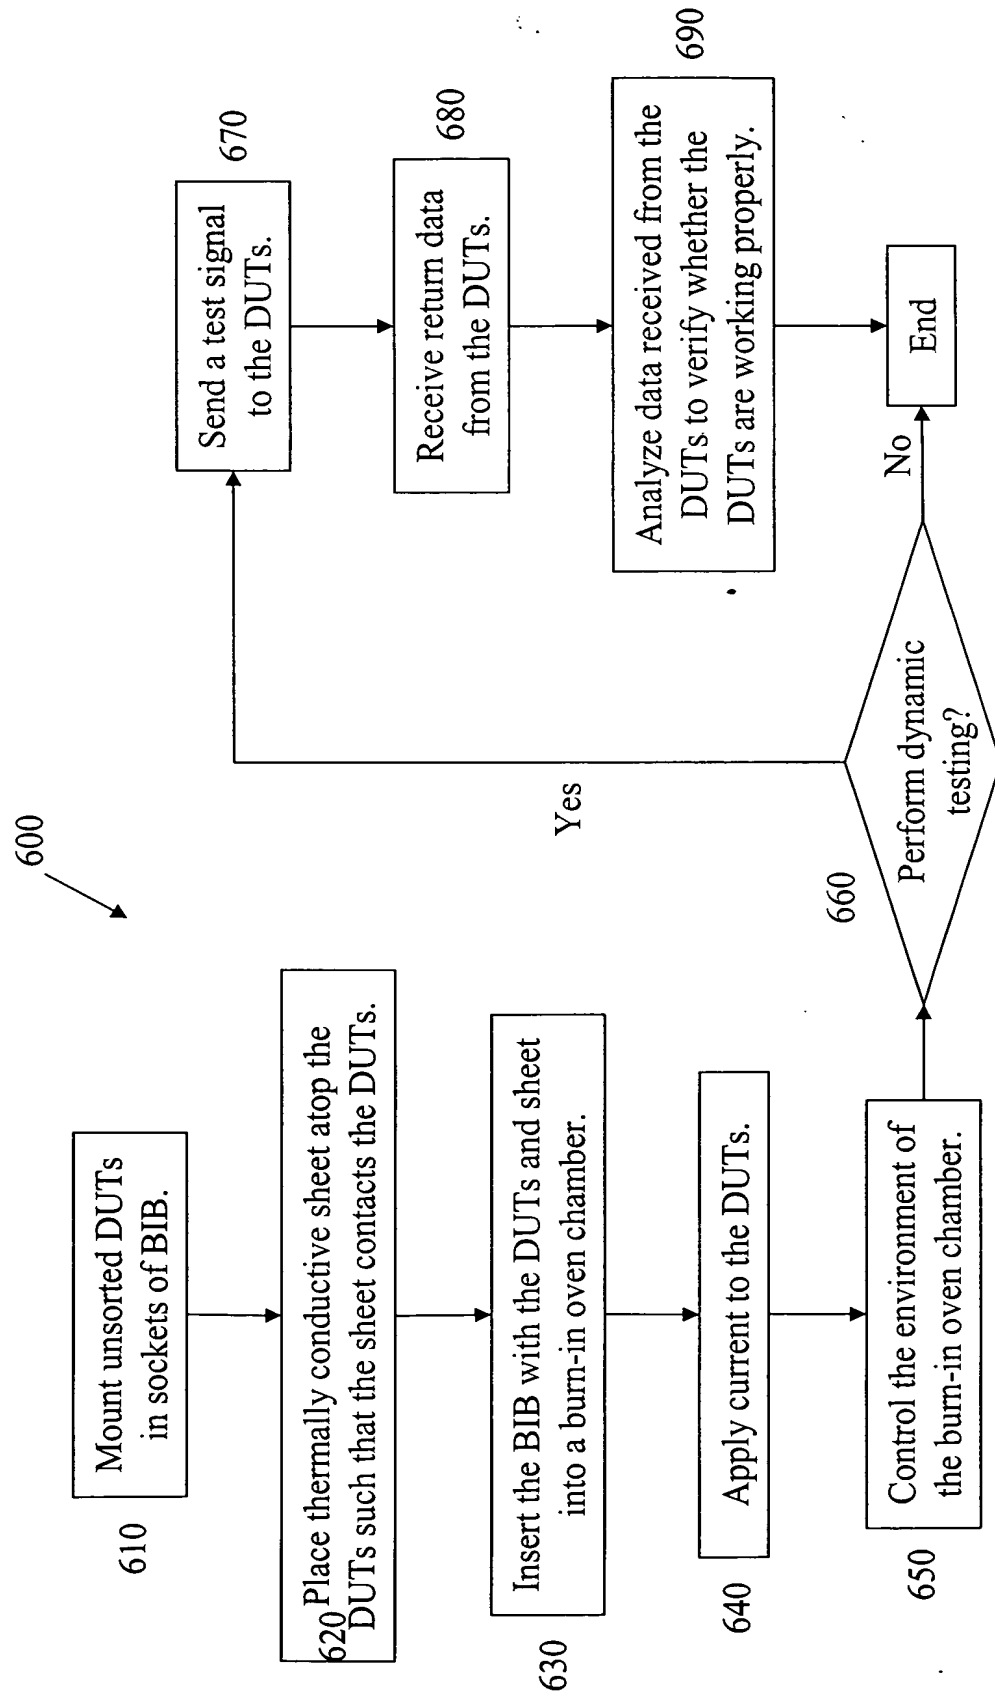 600
610
Mount unsorted DUTs
in sockets of BIB.
620
Place thermally conductive sheet atop the
DUTs such that the sheet contacts the DUTs.
630
Insert the BIB with the DUTs and sheet
into a burn-in oven chamber.
640
Apply current to the DUTs.
650
Control the environment of
the burn-in oven chamber.
660
Perform dynamic
testing?
Yes
No
670
Send a test signal
to the DUTs.
680
Receive return data
from the DUTs.
690
Analyze data received from the
DUTs to verify whether the
DUTs are working properly.
End